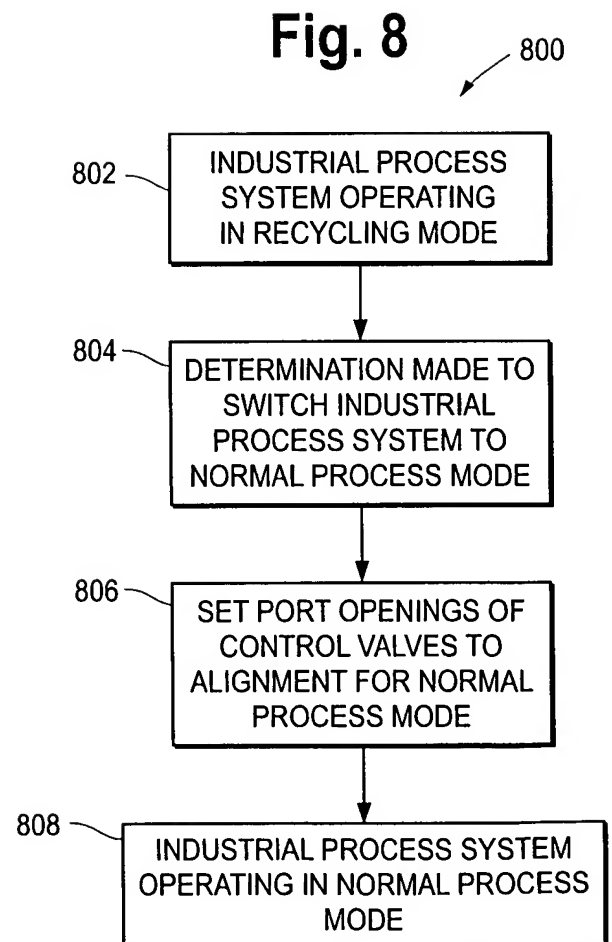 Fig. 8
800
802
INDUSTRIAL PROCESS
SYSTEM OPERATING
IN RECYCLING MODE
804
DETERMINATION MADE TO
SWITCH INDUSTRIAL
PROCESS SYSTEM TO
NORMAL PROCESS MODE
806
SET PORT OPENINGS OF
CONTROL VALVES TO
ALIGNMENT FOR NORMAL
PROCESS MODE
808
INDUSTRIAL PROCESS SYSTEM
OPERATING IN NORMAL PROCESS
MODE